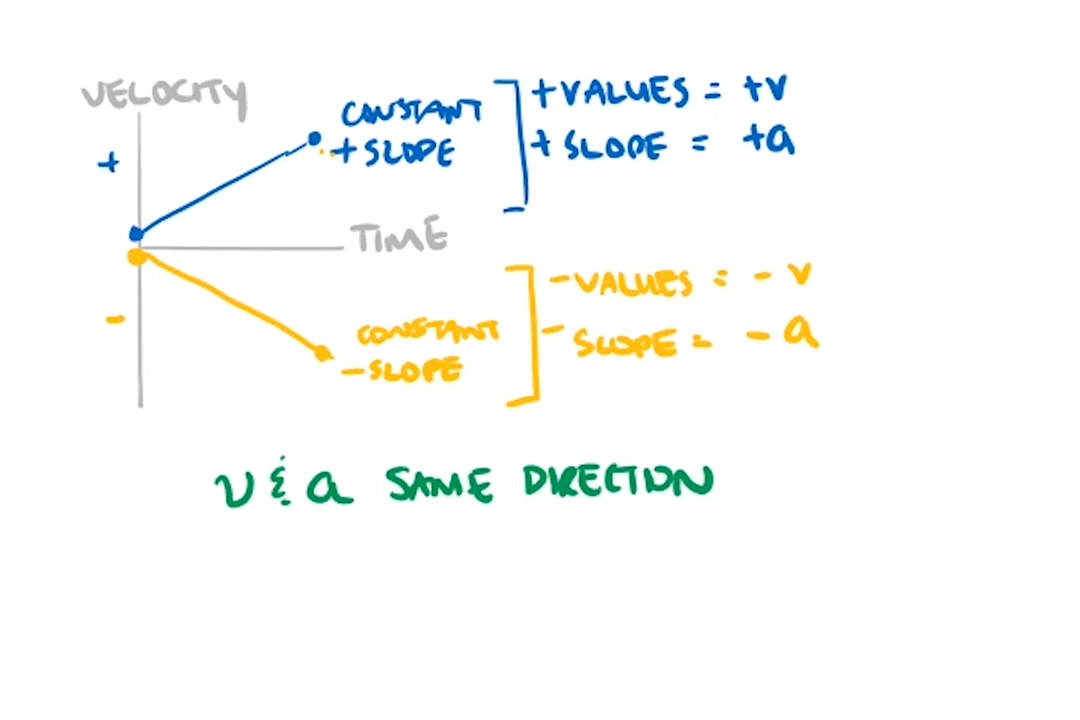 VELOCITY
+
CONSTANT
+ SLOPE
+ VALUES = +v
+ SLOPE = +a
TIME
-
CONSTANT
- SLOPE
- VALUES = - v
- SLOPE = - a
v & a SAME DIRECTION